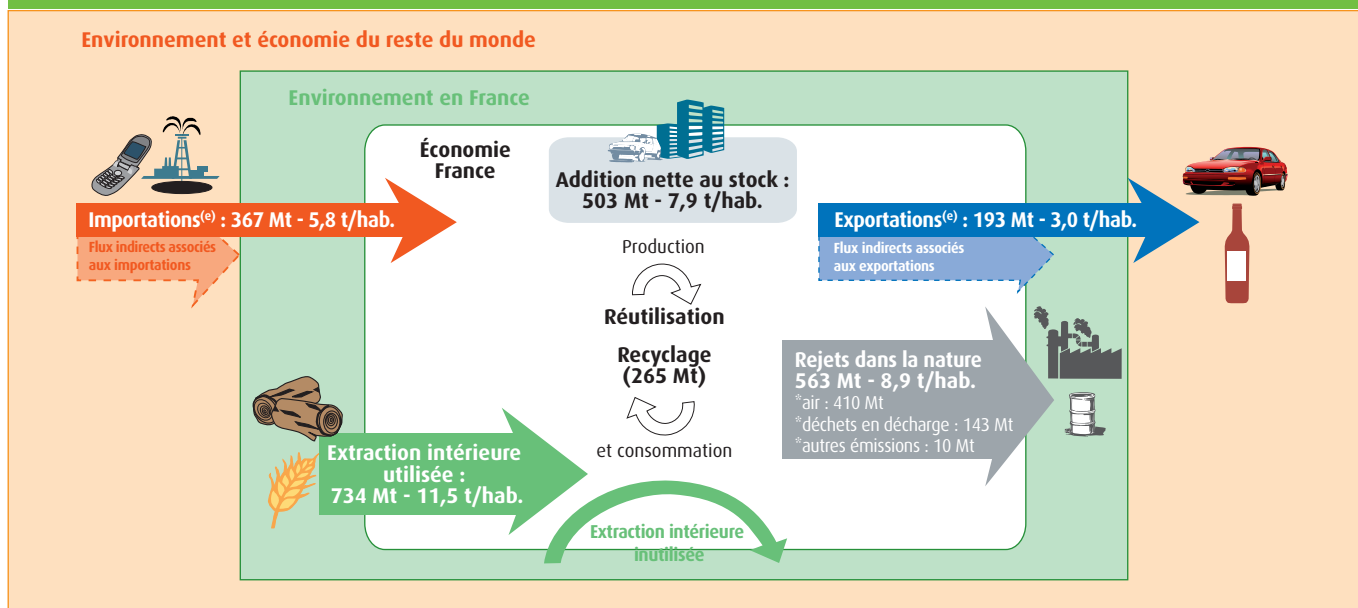 Environnement et économie du reste du monde
Environnement en France
Économie
France
Addition nette au stock :
503 Mt - 7,9 t/hab.
Importations(e) : 367 Mt - 5,8 t/hab.
Flux indirects associés
aux importations
Exportations(e) : 193 Mt - 3,0 t/hab.
Flux indirects associés
aux exportations
Production
Réutilisation
Recyclage
(265 Mt)
et consommation
Rejets dans la nature
563 Mt - 8,9 t/hab.
*air : 410 Mt
*déchets en décharge : 143 Mt
*autres émissions : 10 Mt
Extraction intérieure
utilisée :
734 Mt - 11,5 t/hab.
Extraction intérieure
inutilisée